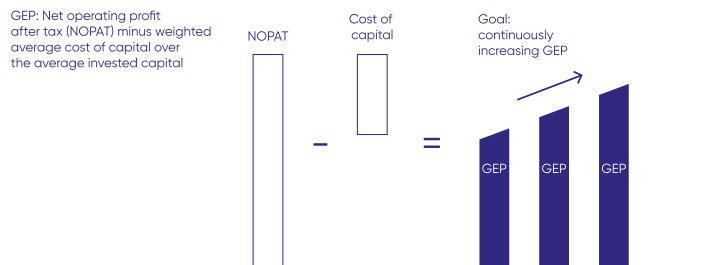 GEP: Net operating profit
after tax (NOPAT) minus weighted
average cost of capital over
the average invested capital
NOPAT
Cost of
capital
–
=
Goal:
continuously
increasing GEP
GEP
GEP
GEP